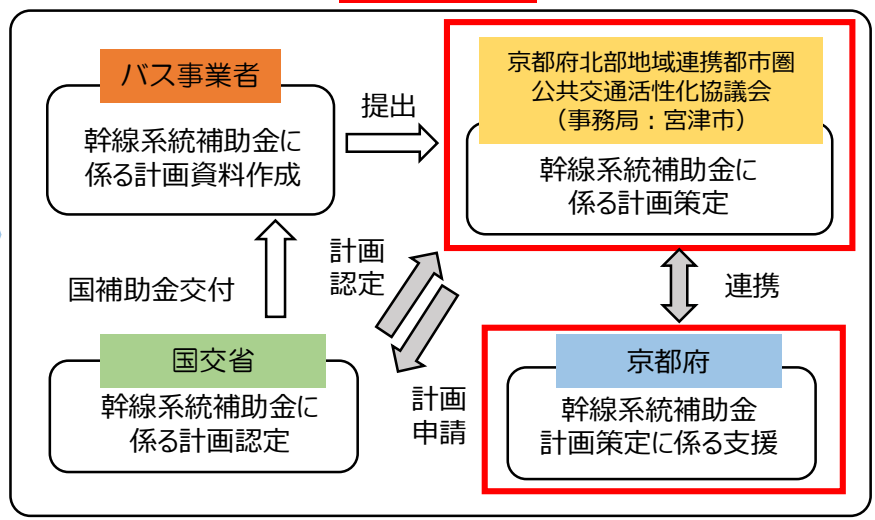 バス事業者
幹線系統補助金に
係る計画資料作成
提出
京都府北部地域連携都市圏
公共交通活性化協議会
（事務局：宮津市）
幹線系統補助金に
係る計画策定
国補助金交付
計画
認定
連携
国交省
幹線系統補助金に
係る計画認定
計画
申請
京都府
幹線系統補助金
計画策定に係る支援